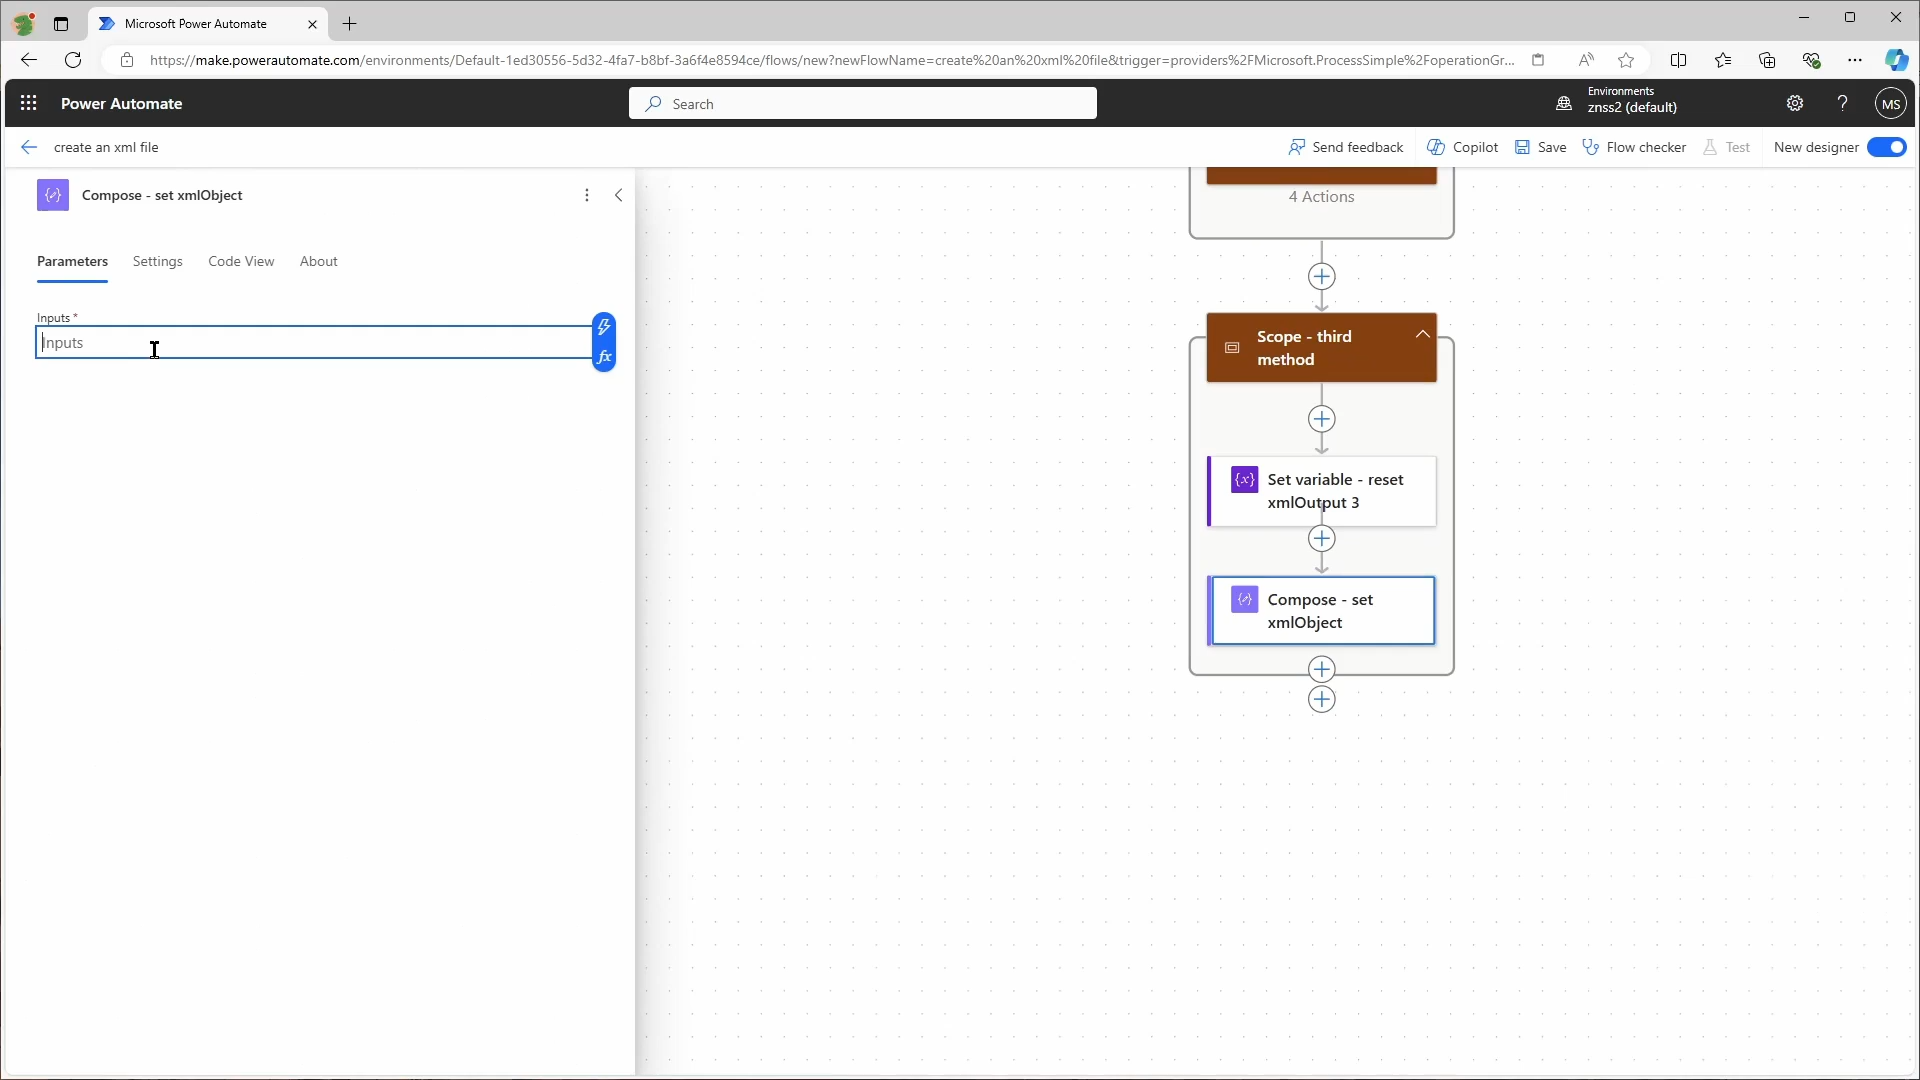 Microsoft Power Automate
https://make.powerautomate.com/environments/Default-1ed30556-5d32-4fa7-b8bf-3a6f4e8594ce/flows/new?newFlowName=create%20an%20xml%20file&trigger=providers%2FMicrosoft.ProcessSimple%2FoperationGr...
Power Automate
Search
Environments
znss2 (default)
?
MS
create an xml file
Send feedback
Copilot
Save
Flow checker
Test
New designer
Compose - set xmlObject
Parameters
Settings
Code View
About
Inputs *
Inputs
fx
4 Actions
Scope - third
method
{x}
Set variable - reset
xmlOutput 3
Compose - set
xmlObject